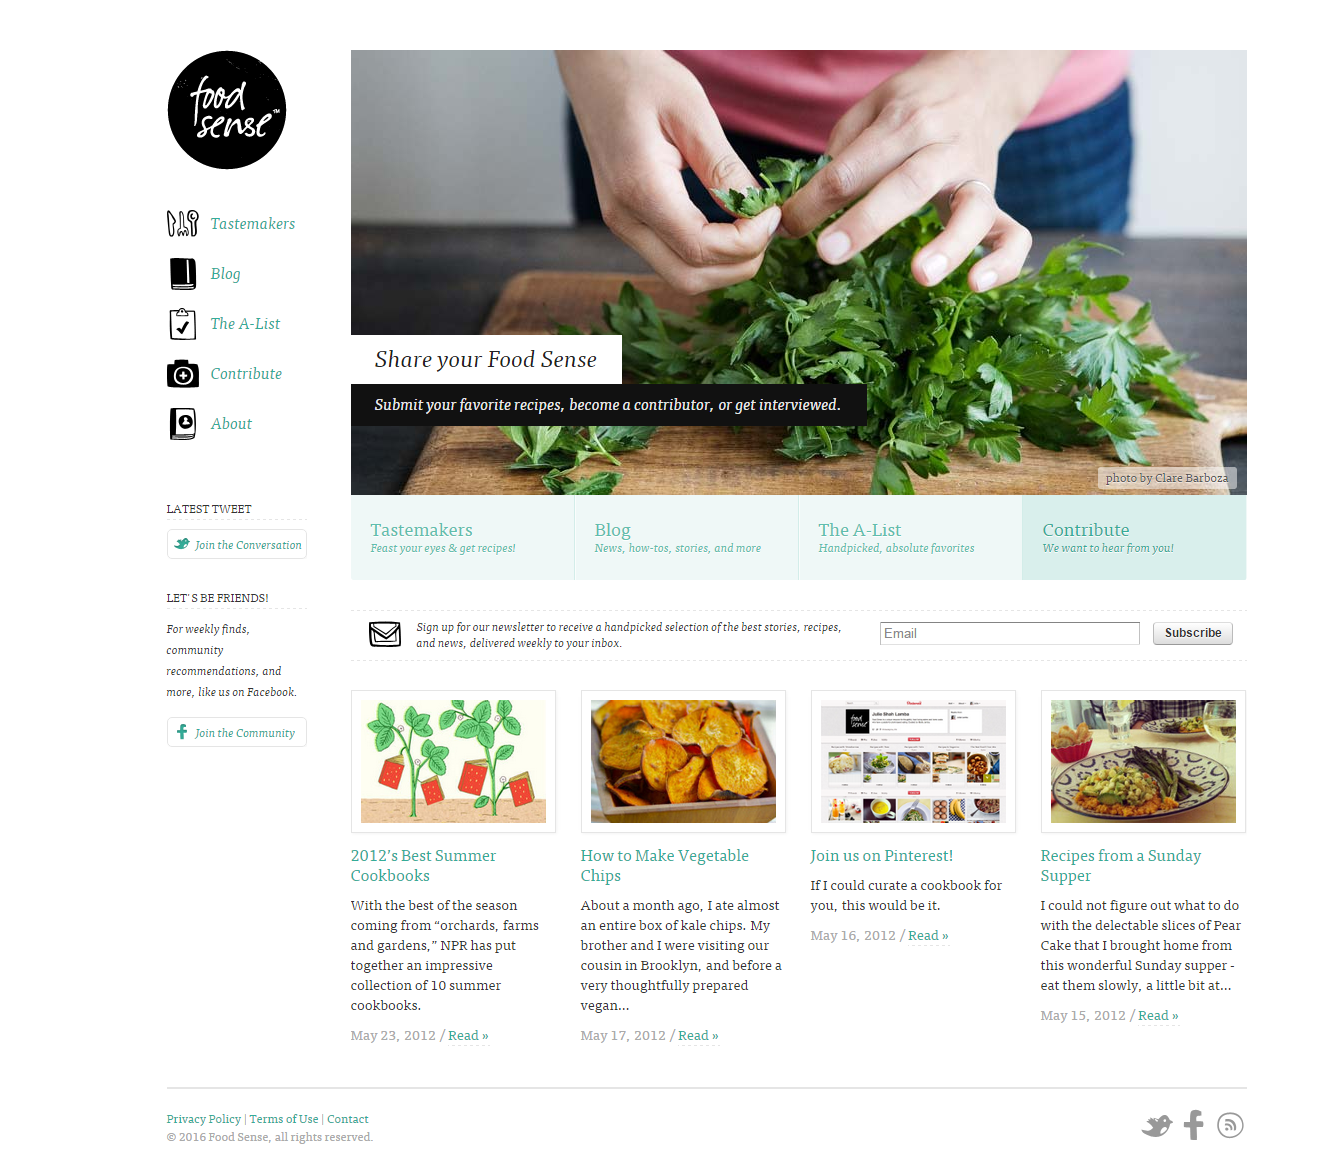 food
sense™
Tastemakers
Blog
The A-List
Contribute
About
LATEST TWEET
Join the Conversation
LET'S BE FRIENDS!
For weekly finds,
community
recommendations, and
more, like us on Facebook.
Join the Community
Share your Food Sense
Submit your favorite recipes, become a contributor, or get interviewed.
photo by Clare Barboza
Tastemakers
Feast your eyes & get recipes!
Blog
News, how-tos, stories, and more
The A-List
Handpicked, absolute favorites
Contribute
We want to hear from you!
Sign up for our newsletter to receive a handpicked selection of the best stories, recipes,
and news, delivered weekly to your inbox.
Email
Subscribe
2012's Best Summer
Cookbooks
With the best of the season
coming from “orchards, farms
and gardens,” NPR has put
together an impressive
collection of 10 summer
cookbooks.
May 23, 2012 / Read »
How to Make Vegetable
Chips
About a month ago, I ate almost
an entire box of kale chips. My
brother and I were visiting our
cousin in Brooklyn, and before a
very thoughtfully prepared
vegan...
May 17, 2012 / Read »
Pinterest
Julie Shah Lamba
food
sense
Join us on Pinterest!
If I could curate a cookbook for
you, this would be it.
May 16, 2012 / Read »
Recipes from a Sunday
Supper
I could not figure out what to do
with the delectable slices of Pear
Cake that I brought home from
this wonderful Sunday supper -
eat them slowly, a little bit at...
May 15, 2012 / Read »
Privacy Policy | Terms of Use | Contact
© 2016 Food Sense, all rights reserved.